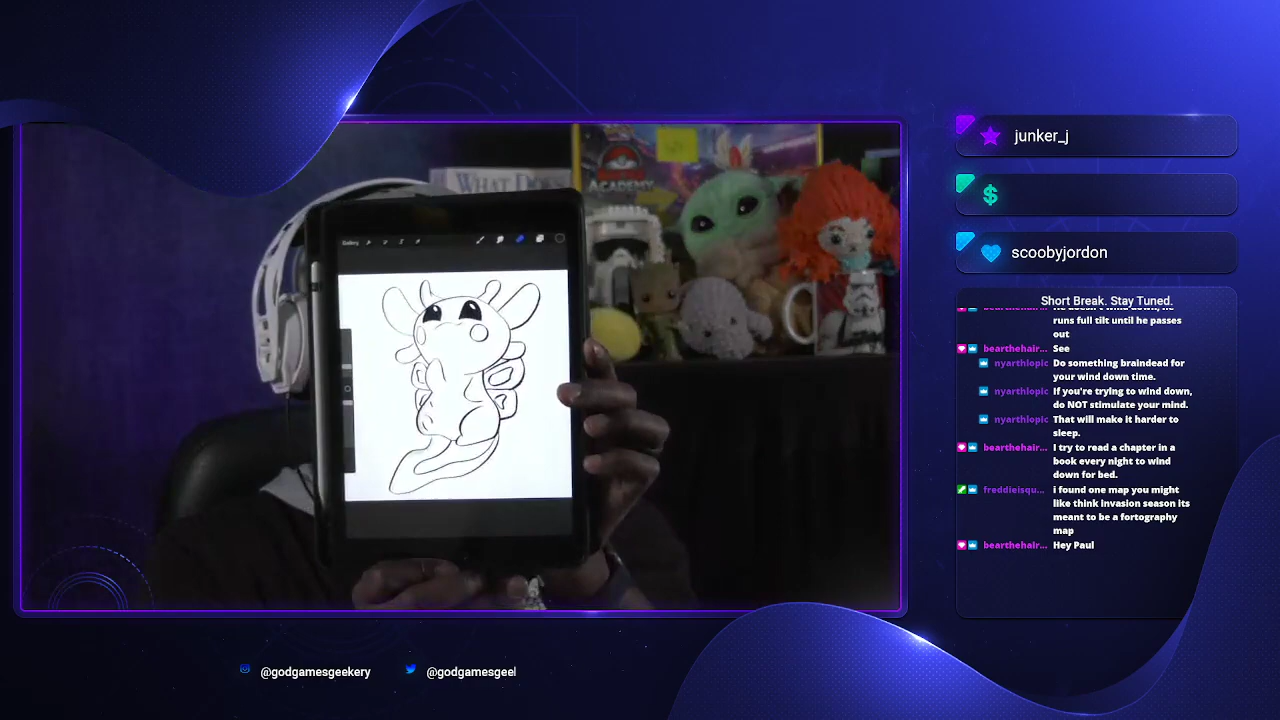 junker_j
$
scoobyjordon
Short Break. Stay Tuned.
runs full tilt until he passes
out
bearthehair... See
nyarthlopic Do something braindead for
your wind down time.
nyarthlopic If you're trying to wind down,
do NOT stimulate your mind.
nyarthlopic That will make it harder to
sleep.
bearthehair... I try to read a chapter in a
book every night to wind
down for bed.
freddieisqu... i found one map you might
like think invasion season its
meant to be a fortography
map
bearthehair... Hey Paul
WHAT DOES
ACADEMY
Gallery
@godgamesgeekery
@godgamesgeel